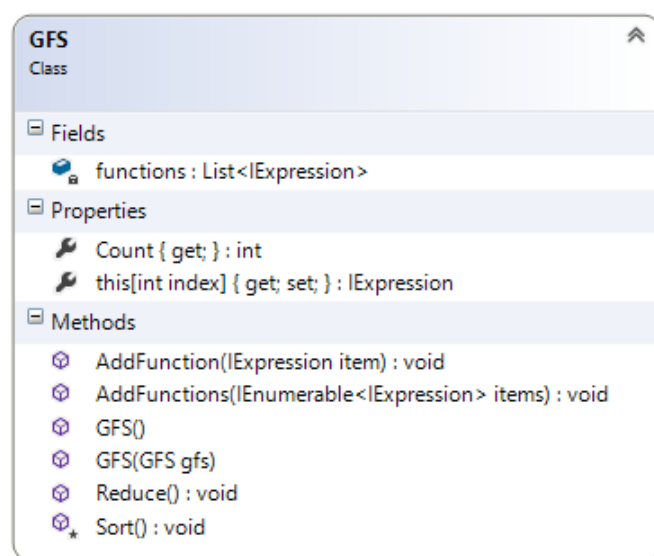 GFS
Class
Fields
functions : List<IExpression>
Properties
Count { get; } : int
this[int index] { get; set; } : IExpression
Methods
AddFunction(IExpression item) : void
AddFunctions(IEnumerable<IExpression> items) : void
GFS()
GFS(GFS gfs)
Reduce() : void
Sort() : void